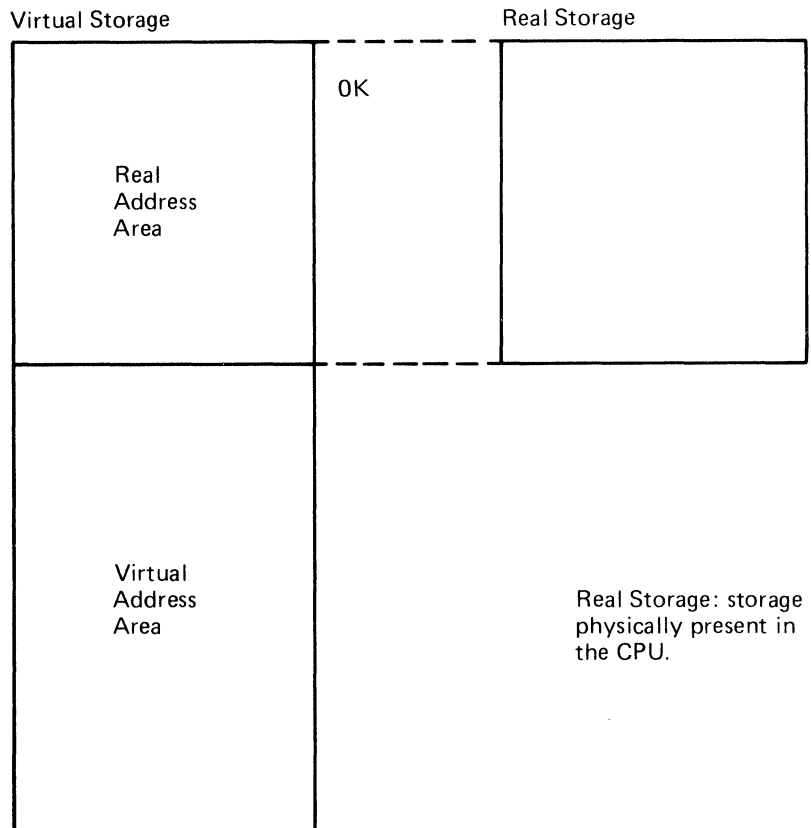 Virtual Storage
Real Storage
0K
Real
Address
Area
Virtual
Address
Area
Real Storage: storage
physically present in
the CPU.